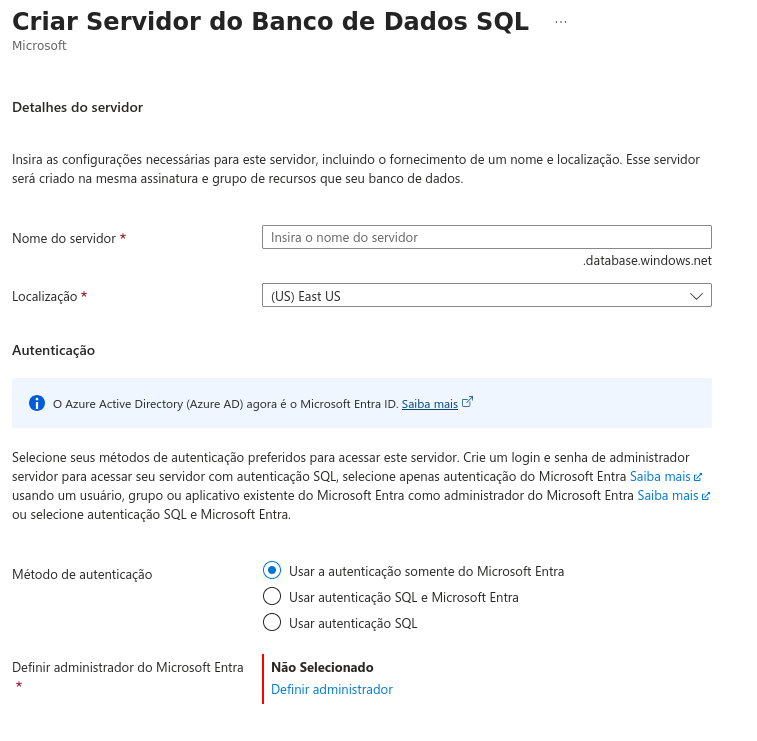 Criar Servidor do Banco de Dados SQL ...
Microsoft
Detalhes do servidor
Insira as configurações necessárias para este servidor, incluindo o fornecimento de um nome e localização. Esse servidor
será criado na mesma assinatura e grupo de recursos que seu banco de dados.
Nome do servidor *
Insira o nome do servidor
.database.windows.net
Localização *
(US) East US
Autenticação
O Azure Active Directory (Azure AD) agora é o Microsoft Entra ID. Saiba mais
Selecione seus métodos de autenticação preferidos para acessar este servidor. Crie um login e senha de administrador
servidor para acessar seu servidor com autenticação SQL, selecione apenas autenticação do Microsoft Entra Saiba mais
usando um usuário, grupo ou aplicativo existente do Microsoft Entra como administrador do Microsoft Entra Saiba mais
ou selecione autenticação SQL e Microsoft Entra.
Método de autenticação
Usar a autenticação somente do Microsoft Entra
Usar autenticação SQL e Microsoft Entra
Usar autenticação SQL
Definir administrador do Microsoft Entra
*
Não Selecionado
Definir administrador